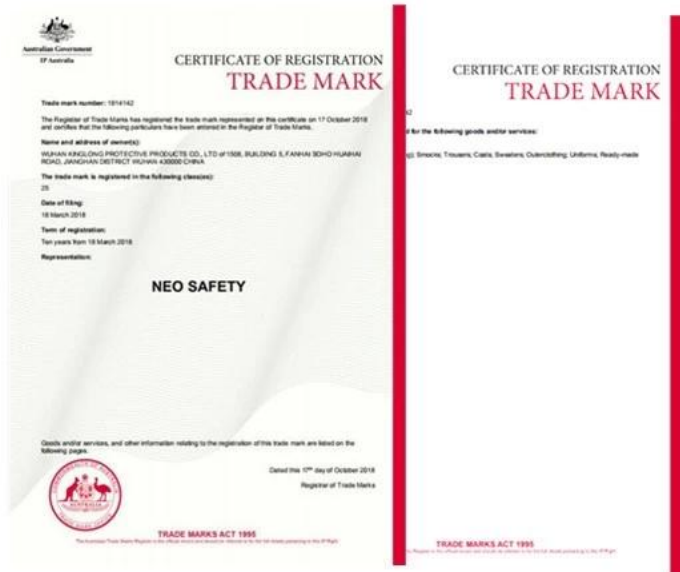 Australian Government
IP Australia
CERTIFICATE OF REGISTRATION
TRADE MARK
Trade mark number: 1914142
The Registrar of Trade Marks has registered the trade mark represented on this certificate on 17 October 2018
and certifies that the following particulars have been entered in the Register of Trade Marks.
Name and address of owner(s):
WUHAN KINGLONG PROTECTIVE PRODUCTS CO., LTD of 1508, BUILDING 5, FANHAI SOHO HUAIHAI
ROAD, JIANGHAN DISTRICT WUHAN 430000 CHINA
The trade mark is registered in the following class(es):
25
Date of filing:
18 March 2018
Term of registration:
Ten years from 18 March 2018
Representation:
NEO SAFETY
Goods and/or services, and other information relating to the registration of this trade mark are listed on the
following pages.
Dated this 17th day of October 2018
Registrar of Trade Marks
AUSTRALIA
TRADE MARKS ACT 1995
CERTIFICATE OF REGISTRATION
TRADE MARK
42
d for the following goods and/or services:
Smocks; Trousers; Coats; Sweaters; Outerclothing; Uniforms; Ready-made
TRADE MARKS ACT 1995